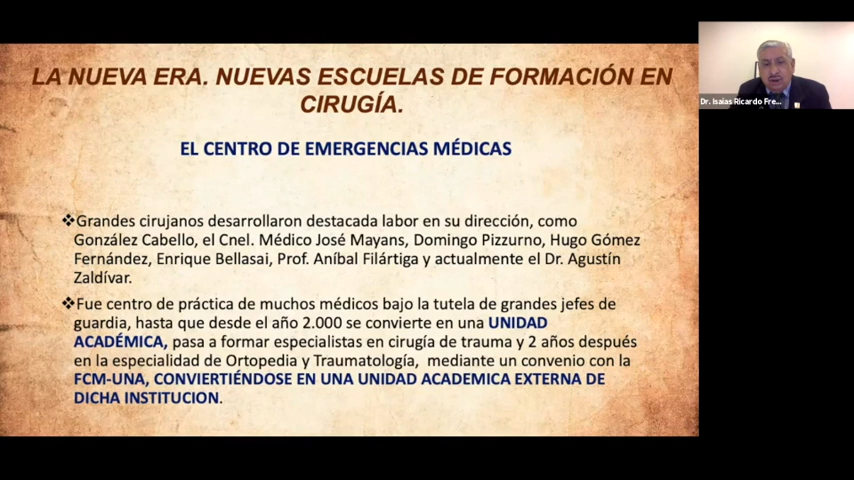 LA NUEVA ERA. NUEVAS ESCUELAS DE FORMACIÓN EN
CIRUGÍA.
EL CENTRO DE EMERGENCIAS MÉDICAS
❖Grandes cirujanos desarrollaron destacada labor en su dirección, como
González Cabello, el Cnel. Médico José Mayans, Domingo Pizzurno, Hugo Gómez
Fernández, Enrique Bellasai, Prof. Aníbal Filártiga y actualmente el Dr. Agustín
Zaldívar.
❖Fue centro de práctica de muchos médicos bajo la tutela de grandes jefes de
guardia, hasta que desde el año 2.000 se convierte en una UNIDAD
ACADÉMICA, pasa a formar especialistas en cirugía de trauma y 2 años después
en la especialidad de Ortopedia y Traumatología, mediante un convenio con la
FCM-UNA, CONVIERTIÉNDOSE EN UNA UNIDAD ACADEMICA EXTERNA DE
DICHA INSTITUCION.
Dr. Isaias Ricardo Fre...